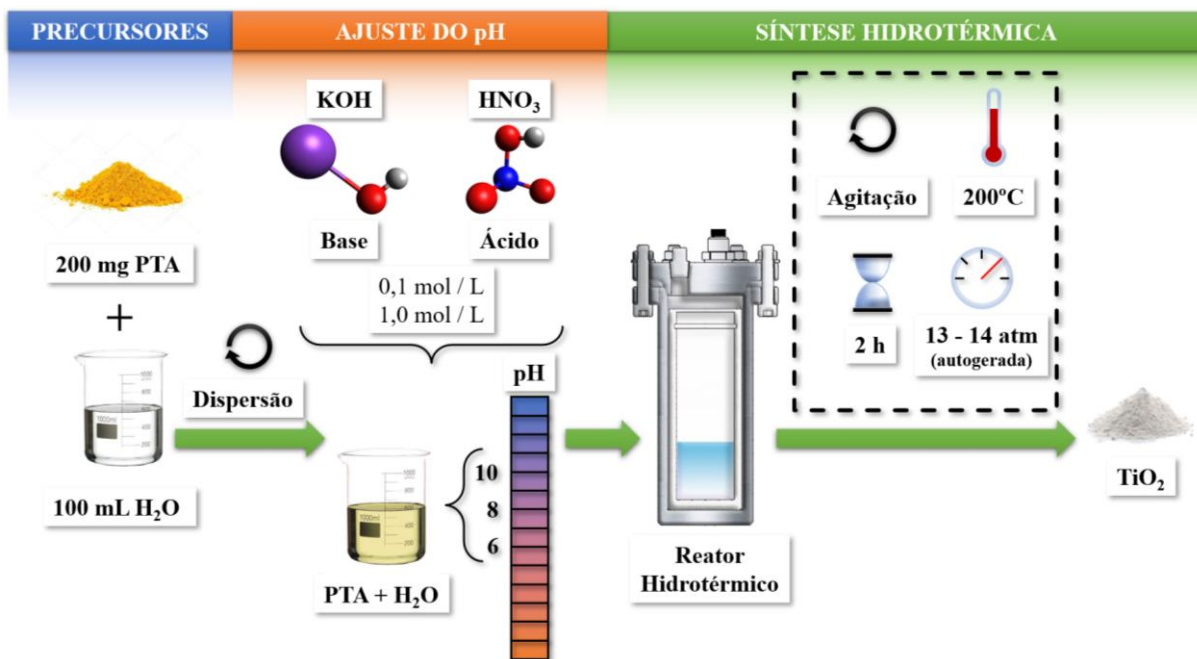 PRECURSORES
AJUSTE DO pH
SÍNTESE HIDROTÉRMICA
200 mg PTA
+
100 mL H₂O
Dispersão
KOH
HNO₃
Base
Ácido
0,1 mol / L
1,0 mol / L
pH
10
8
6
PTA + H₂O
Reator
Hidrotérmico
Agitação
200ºC
2 h
13 - 14 atm
(autogerada)
TiO₂